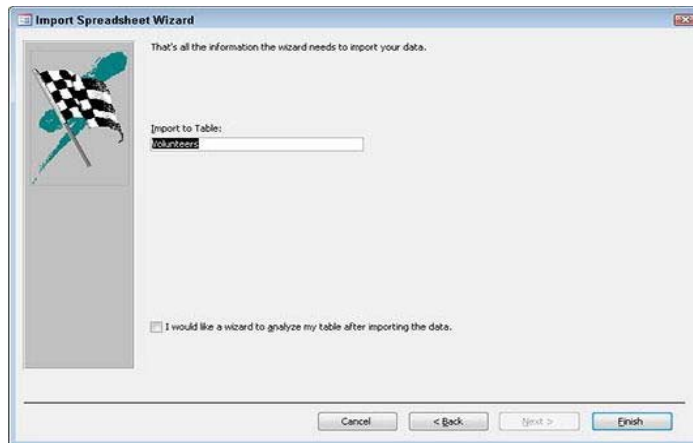 Import Spreadsheet Wizard
That's all the information the wizard needs to import your data.
Import to Table:
Volunteers
I would like a wizard to analyze my table after importing the data.
Cancel
< Back
Next >
Finish